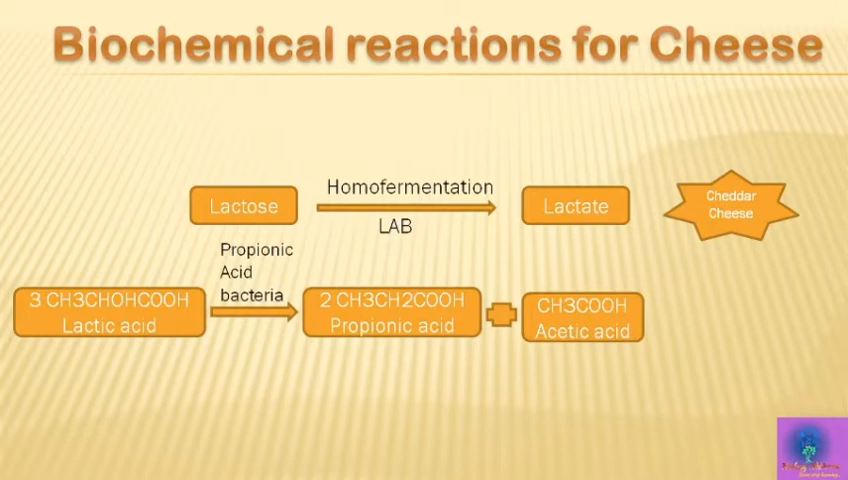 Biochemical reactions for Cheese
Homofermentation
Lactose
Lactate
LAB
Cheddar
Cheese
Propionic
Acid
bacteria
3 CH3CHOHCOOH
Lactic acid
2 CH3CH2COOH
Propionic acid
CH3COOH
Acetic acid